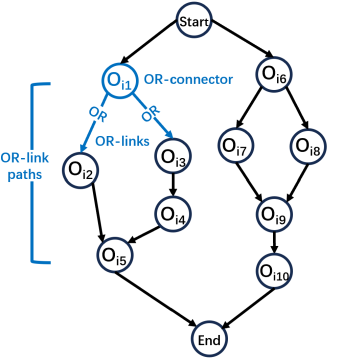 Start
Oi1
OR-connector
Oi6
OR
OR
OR-links
OR-link
paths
Oi2
Oi3
Oi7
Oi8
Oi4
Oi9
Oi5
Oi10
End